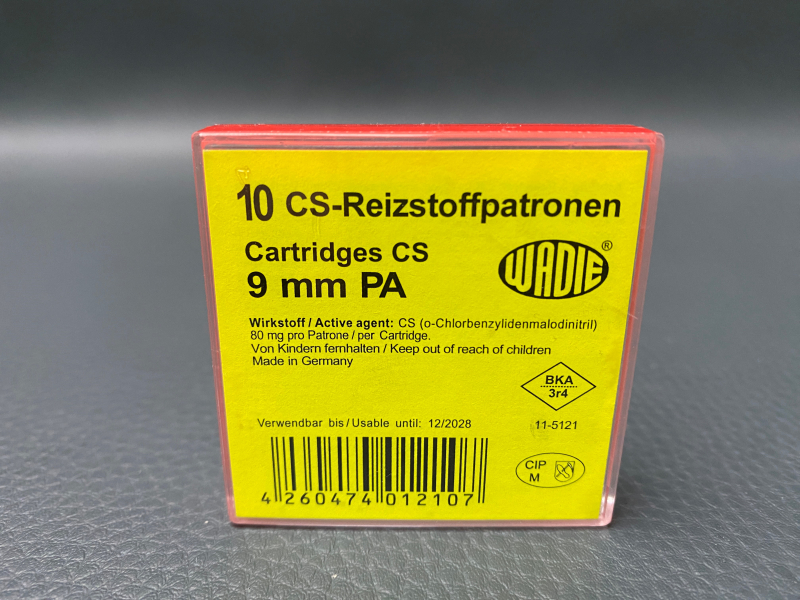 10 CS-Reizstoffpatronen
Cartridges CS
9 mm PA
WADIE®
Wirkstoff / Active agent: CS (o-Chlorbenzylidenmalodinitril)
80 mg pro Patrone / per Cartridge.
Von Kindern fernhalten / Keep out of reach of children
Made in Germany
BKA
3r4
Verwendbar bis / Usable until: 12/2028
11-5121
4 260474 012107
CIP
M